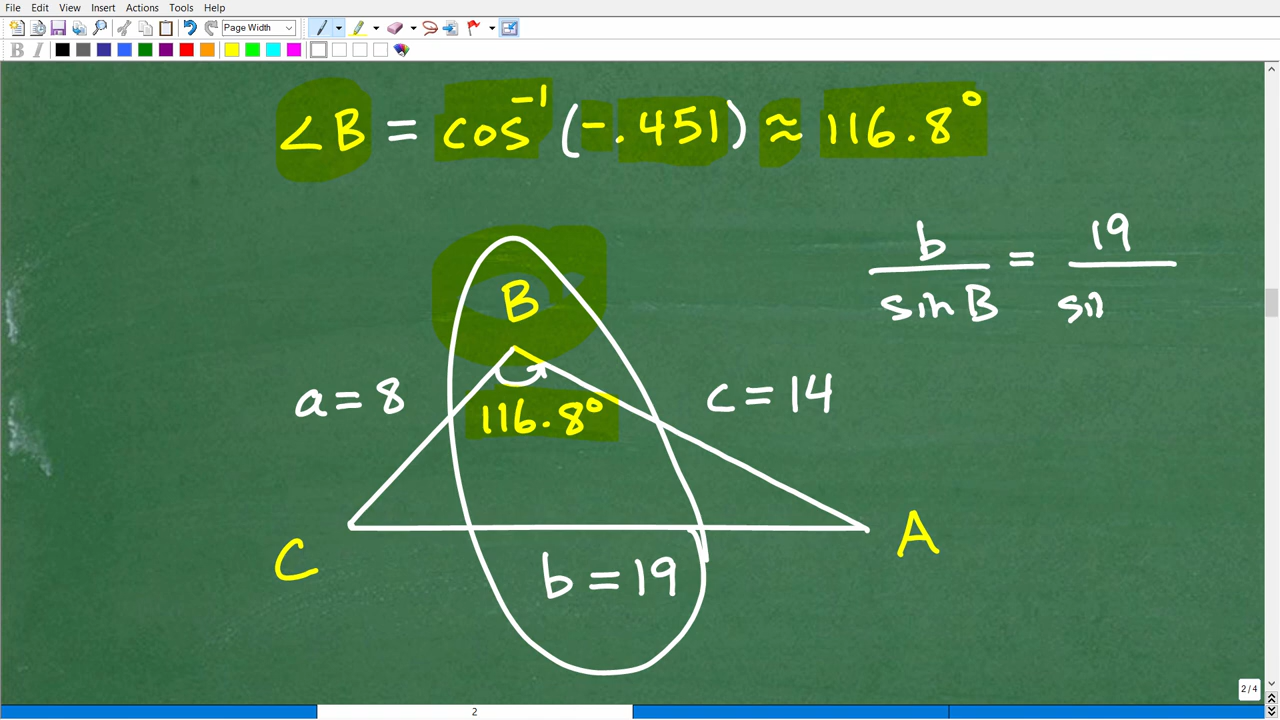 File Edit View Insert Actions Tools Help
Page Width
B I
∠B = cos⁻¹ (-.451) ≈ 116.8°
b / sin B = 19 / sin
B
a = 8
116.8°
c = 14
C
A
b = 19
2/4
2